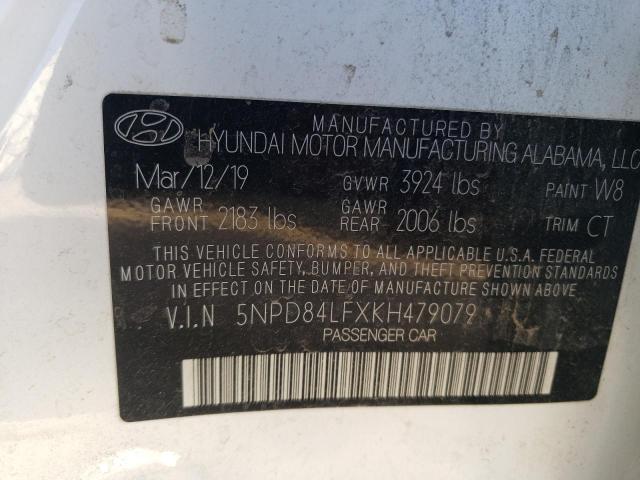 MANUFACTURED BY
HYUNDAI MOTOR MANUFACTURING ALABAMA, LLC
Mar/12/19 GVWR 3924 lbs PAINT W8
GAWR FRONT 2183 lbs GAWR REAR 2006 lbs TRIM CT
THIS VEHICLE CONFORMS TO ALL APPLICABLE U.S.A. FEDERAL
MOTOR VEHICLE SAFETY, BUMPER, AND THEFT PREVENTION STANDARDS
IN EFFECT ON THE DATE OF MANUFACTURE SHOWN ABOVE.
V.I.N 5NPD84LFXKH479079
PASSENGER CAR